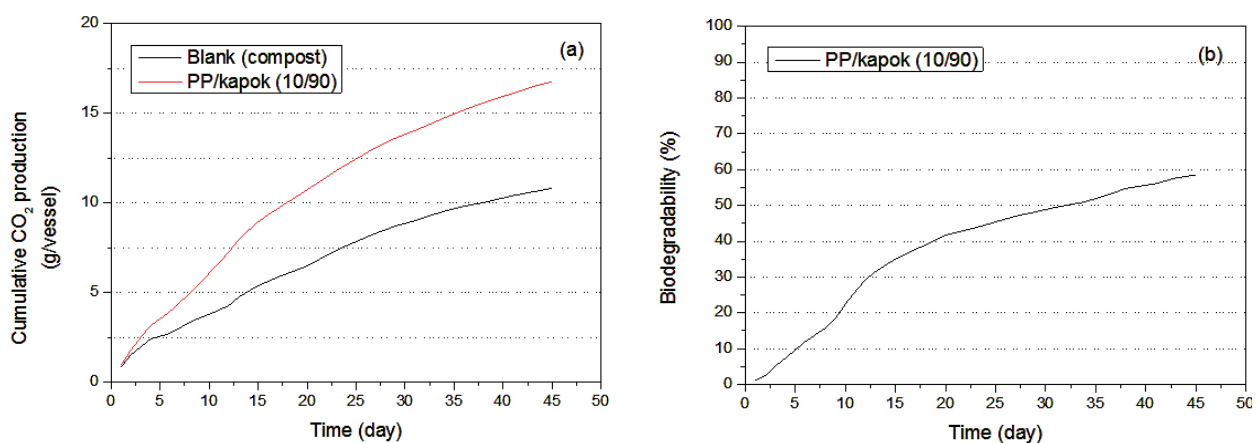 20
15
10
5
0
Cumulative CO₂ production
(g/vessel)
Blank (compost)
PP/kapok (10/90)
(a)
0 5 10 15 20 25 30 35 40 45 50
Time (day)
100
90
80
70
60
50
40
30
20
10
0
Biodegradability (%)
PP/kapok (10/90)
(b)
0 5 10 15 20 25 30 35 40 45 50
Time (day)